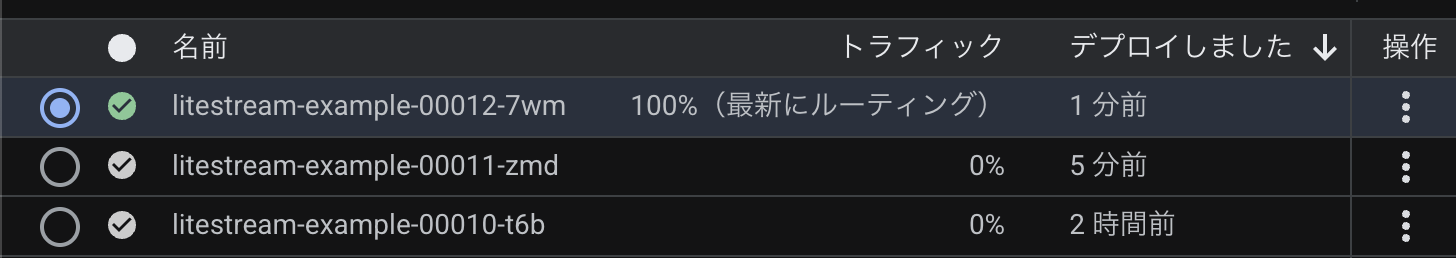 名前 トラフィック デプロイしました ↓ 操作
litestream-example-00012-7wm 100%（最新にルーティング） 1 分前
litestream-example-00011-zmd 0% 5 分前
litestream-example-00010-t6b 0% 2 時間前